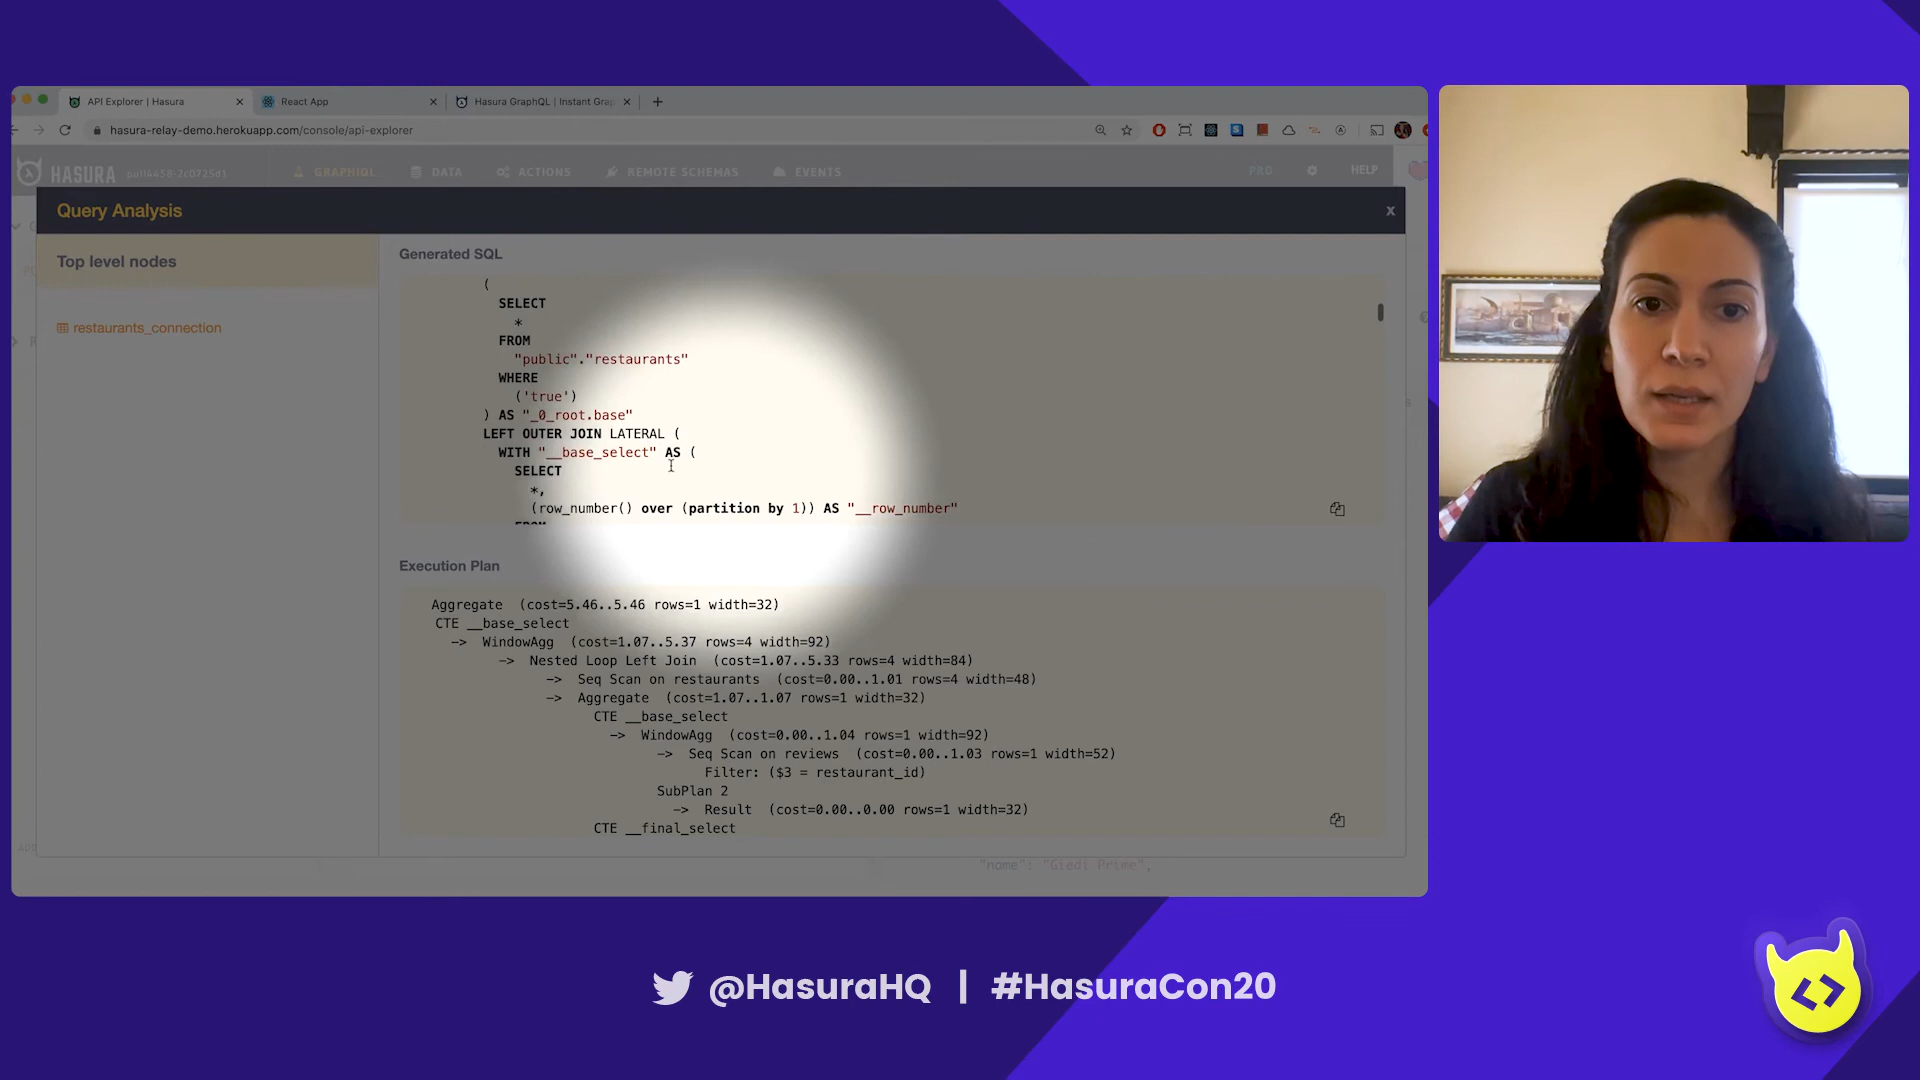 API Explorer | Hasura
React App
Hasura GraphQL | Instant Grap
hasura-relay-demo.herokuapp.com/console/api-explorer
HASURA
pull4458-7c0725d1
GRAPHIQL
DATA
ACTIONS
REMOTE SCHEMAS
EVENTS
PRO
HELP
Query Analysis
x
Top level nodes
restaurants_connection
Generated SQL
(
SELECT
*
FROM
"public"."restaurants"
WHERE
('true')
) AS "_0_root.base"
LEFT OUTER JOIN LATERAL (
WITH "__base_select" AS (
SELECT
*,
(row_number() over (partition by 1)) AS "__row_number"
FROM
Execution Plan
Aggregate (cost=5.46..5.46 rows=1 width=32)
CTE __base_select
-> WindowAgg (cost=1.07..5.37 rows=4 width=92)
-> Nested Loop Left Join (cost=1.07..5.33 rows=4 width=84)
-> Seq Scan on restaurants (cost=0.00..1.01 rows=4 width=48)
-> Aggregate (cost=1.07..1.07 rows=1 width=32)
CTE __base_select
-> WindowAgg (cost=0.00..1.04 rows=1 width=92)
-> Seq Scan on reviews (cost=0.00..1.03 rows=1 width=52)
Filter: ($3 = restaurant_id)
SubPlan 2
-> Result (cost=0.00..0.00 rows=1 width=32)
CTE __final_select
"name": "Giedi Prime",
@HasuraHQ | #HasuraCon20